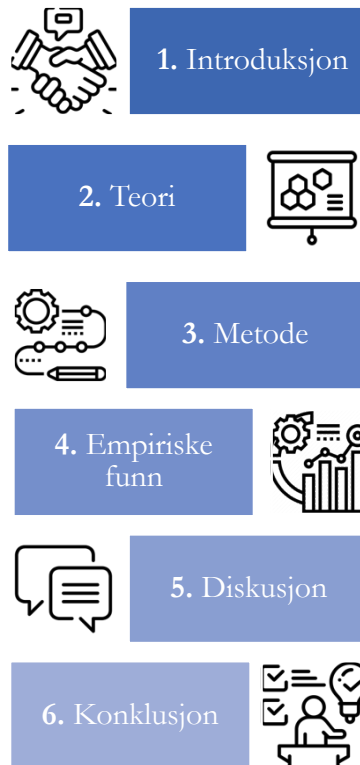 1. Introduksjon
2. Teori
3. Metode
4. Empiriske
funn
5. Diskusjon
6. Konklusjon